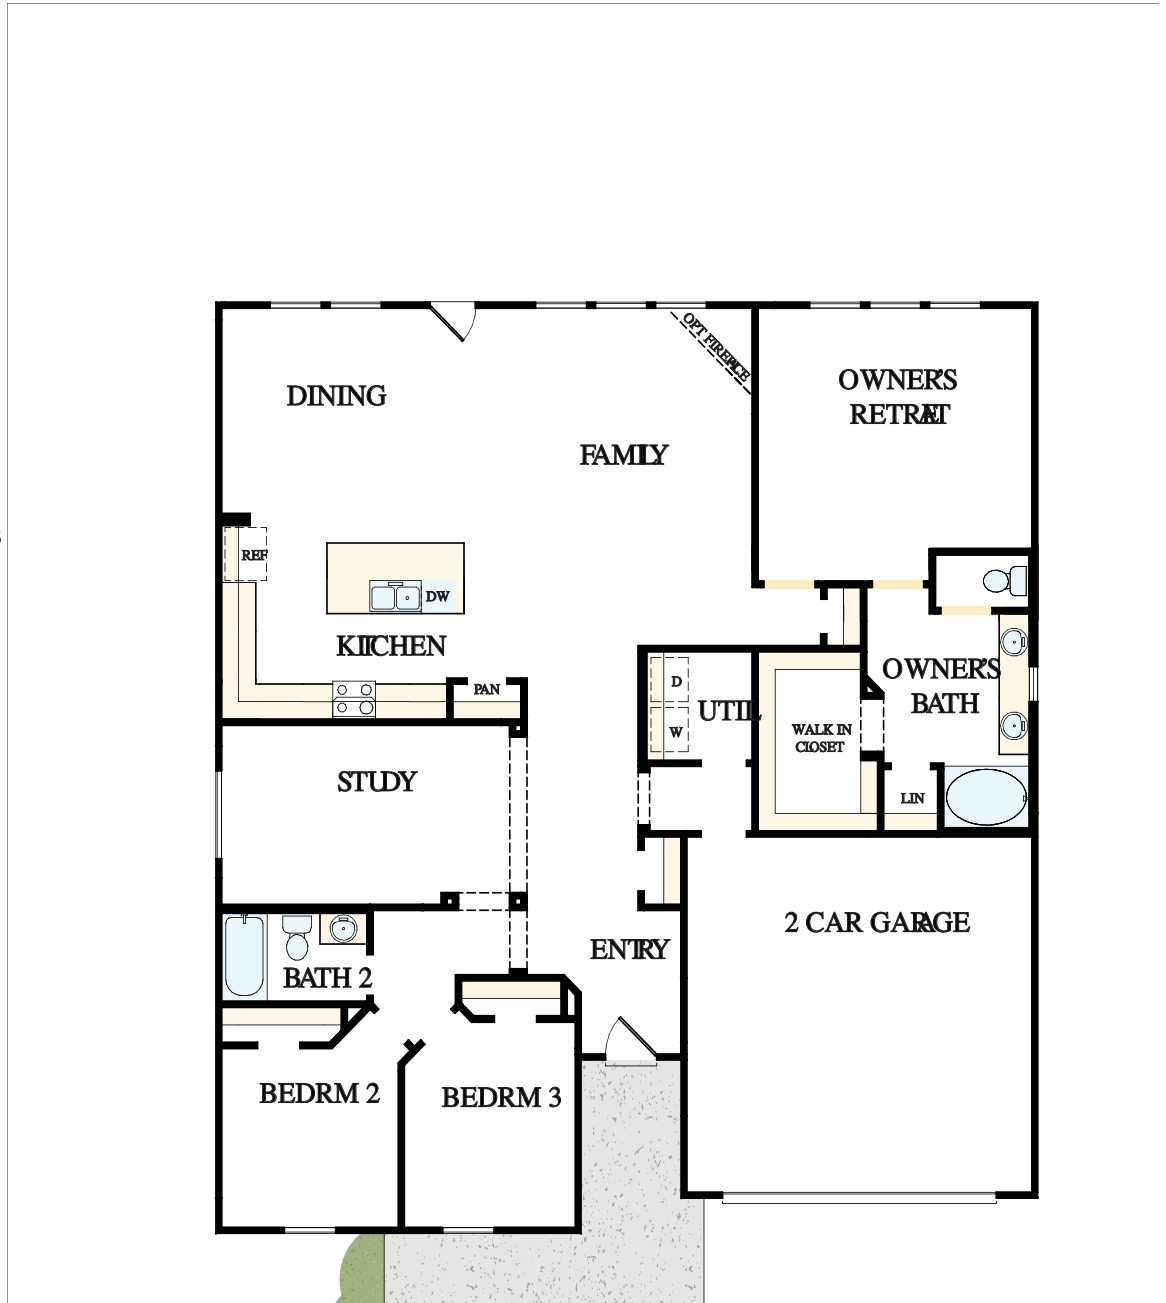 OPT FIREPLACE
DINING
OWNER'S
RETREAT
FAMILY
REF
DW
KITCHEN
PAN
D
W
UTIL
OWNER'S
BATH
WALK IN
CLOSET
LIN
STUDY
2 CAR GARAGE
ENTRY
BATH 2
BEDRM 2
BEDRM 3